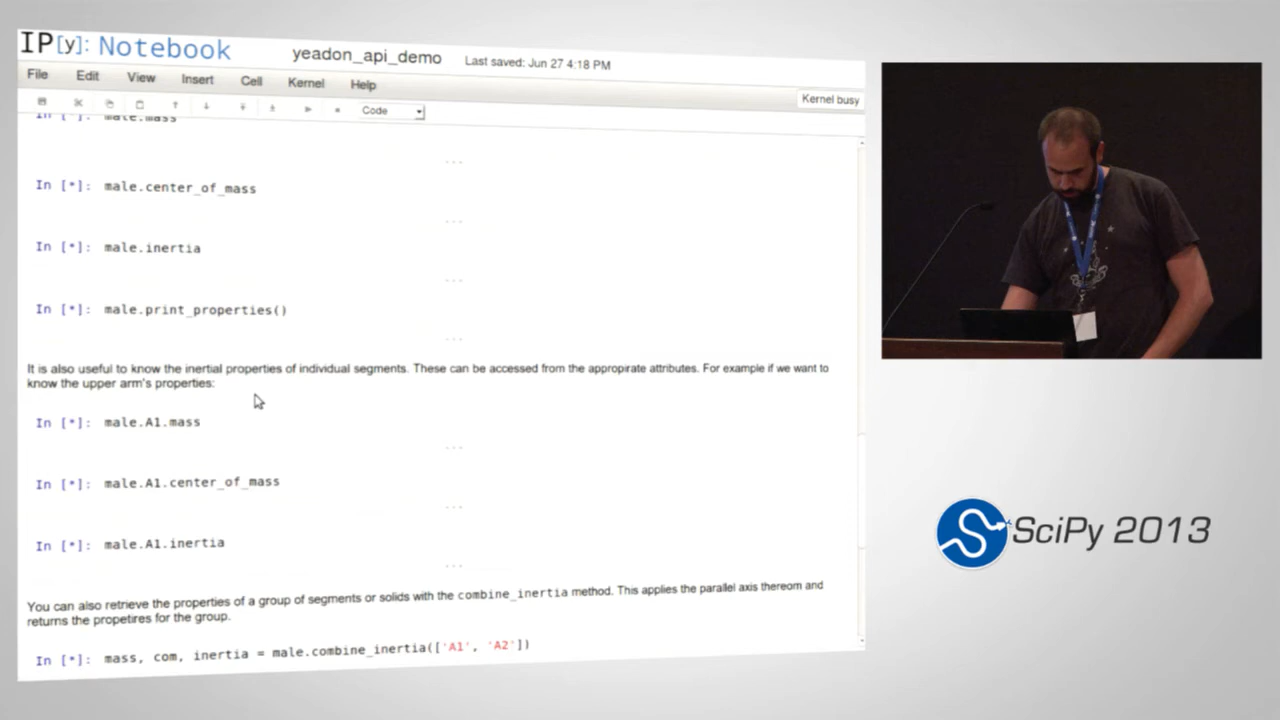 IP[y]: Notebook yeadon_api_demo Last saved: Jun 27 4:18 PM
File Edit View Insert Cell Kernel Help
Kernel busy
Code
In [*]: male.mass
In [*]: male.center_of_mass
In [*]: male.inertia
In [*]: male.print_properties()
It is also useful to know the inertial properties of individual segments. These can be accessed from the appropirate attributes. For example if we want to
know the upper arm's properties:
In [*]: male.A1.mass
In [*]: male.A1.center_of_mass
In [*]: male.A1.inertia
You can also retrieve the properties of a group of segments or solids with the combine_inertia method. This applies the parallel axis thereom and
returns the propetires for the group.
In [*]: mass, com, inertia = male.combine_inertia(['A1', 'A2'])
SciPy 2013